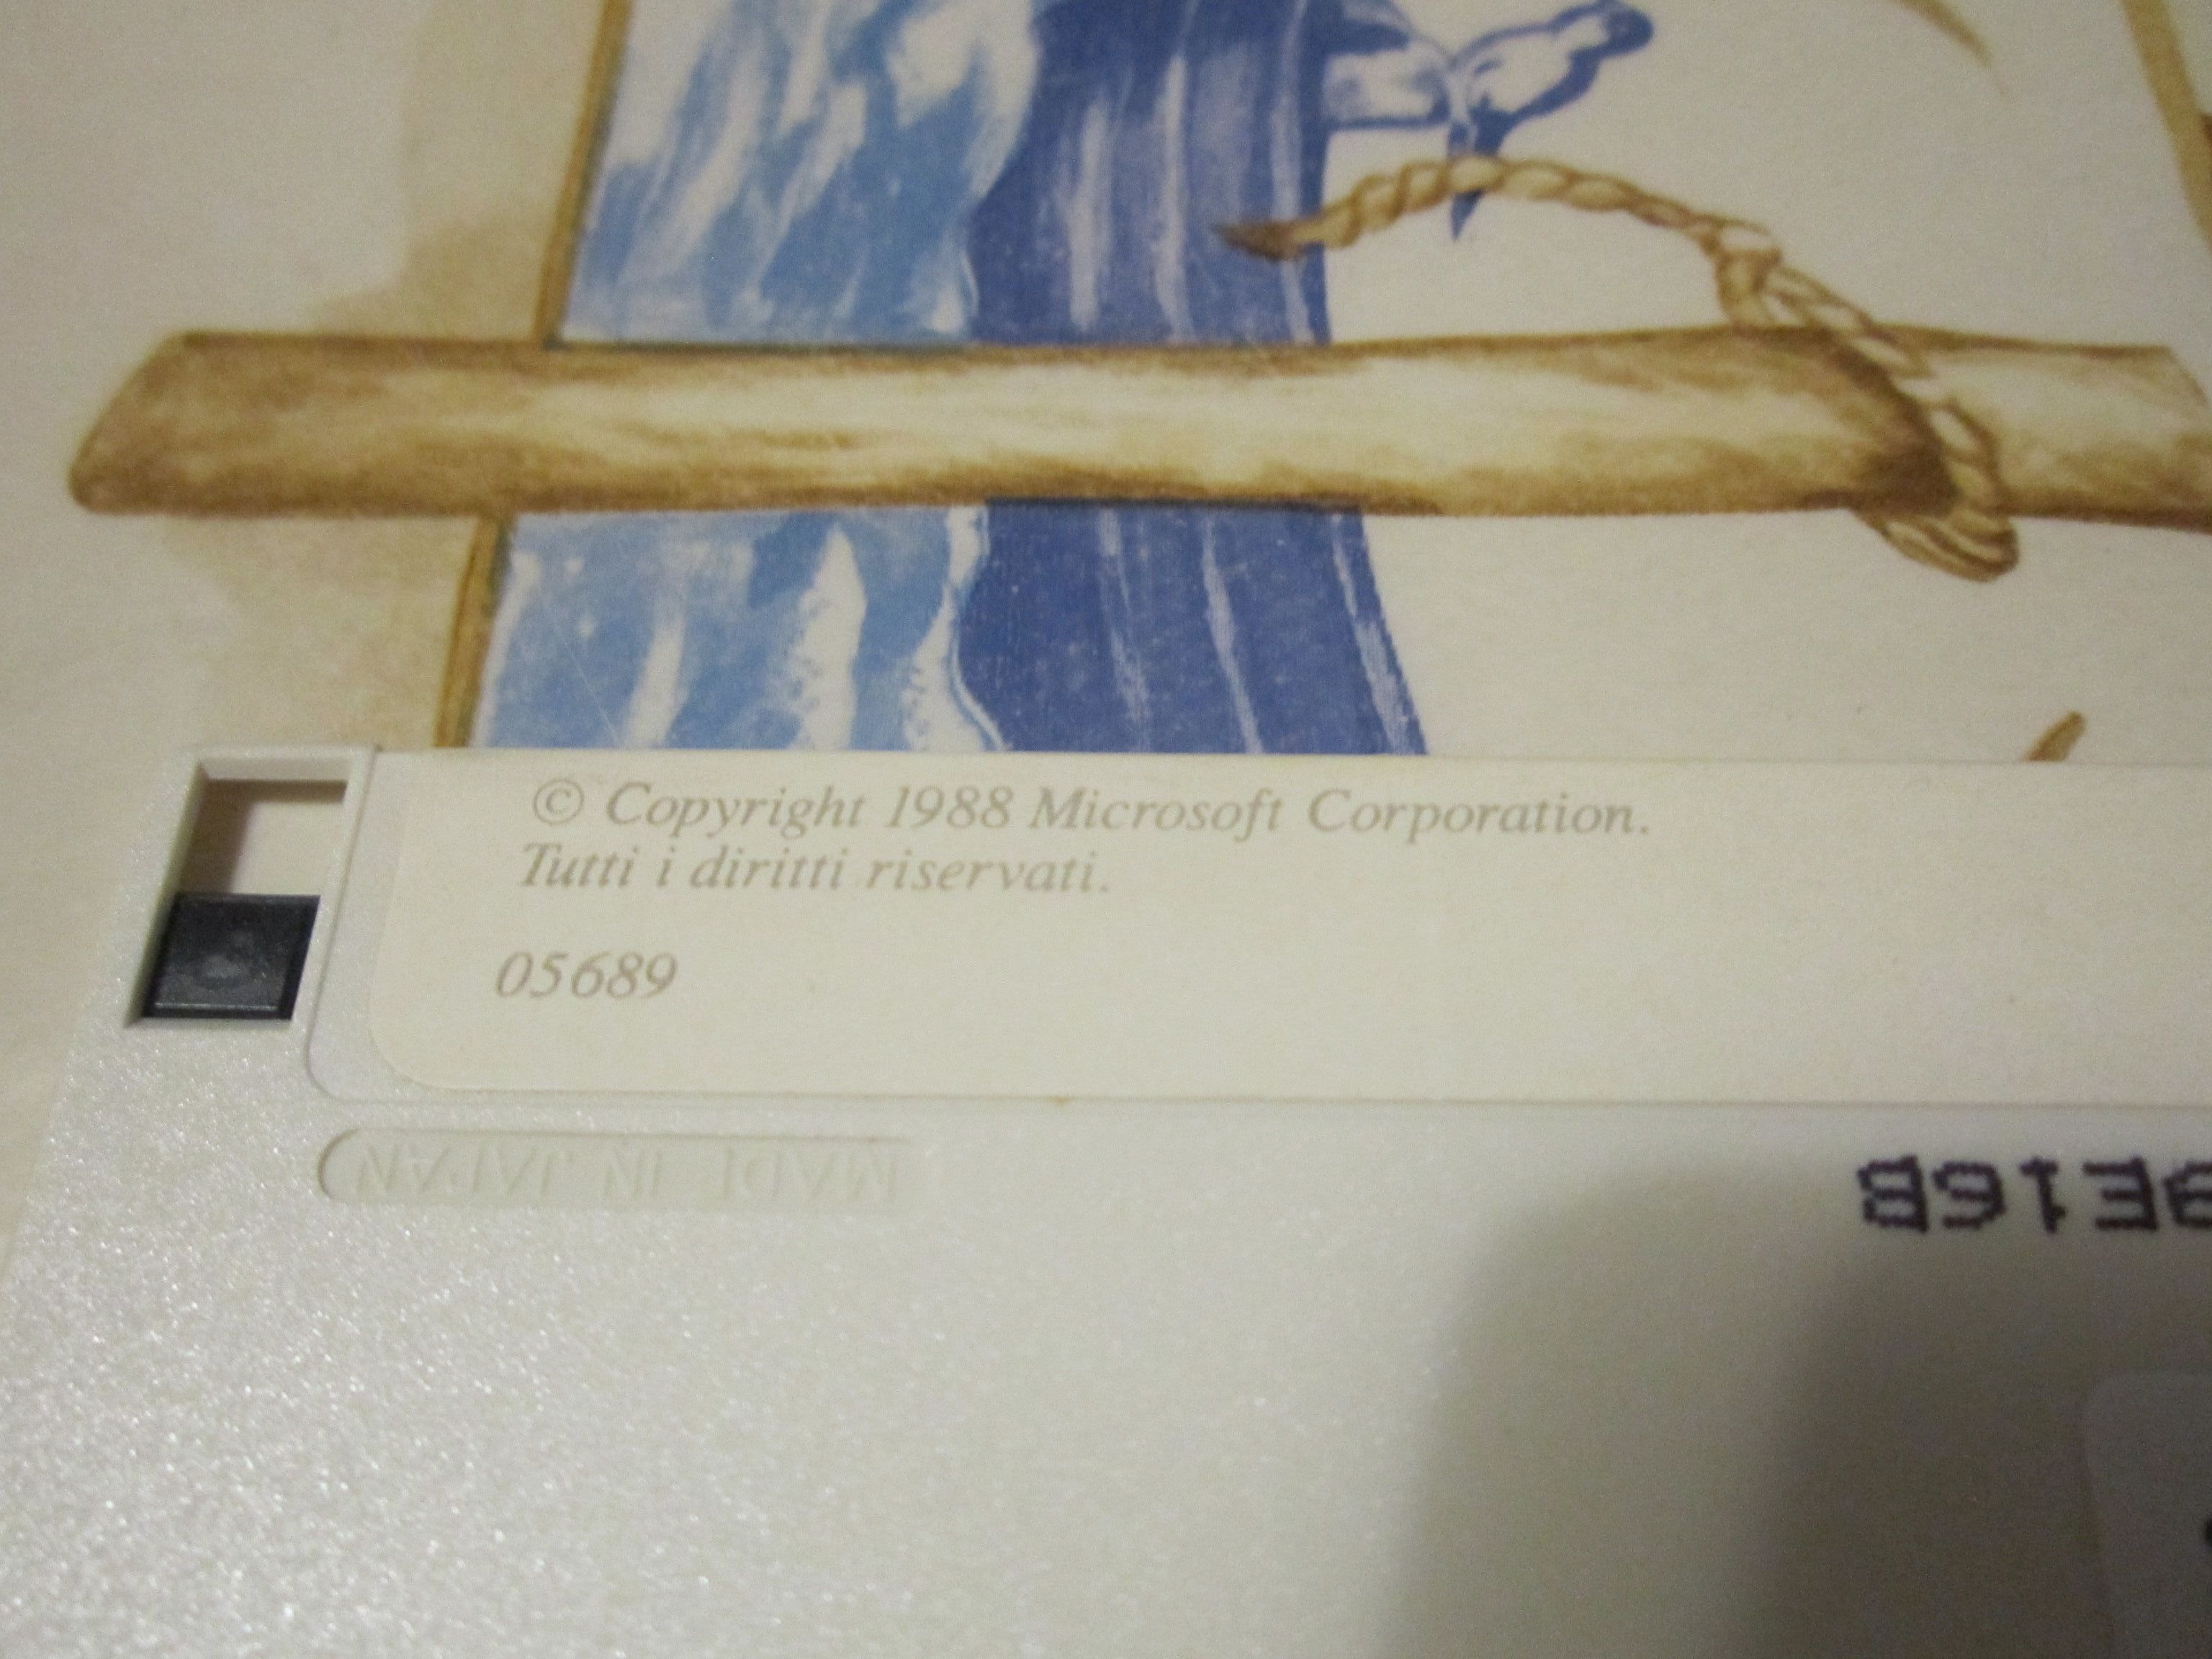 © Copyright 1988 Microsoft Corporation.
Tutti i diritti riservati.
05689
MADE IN JAPAN